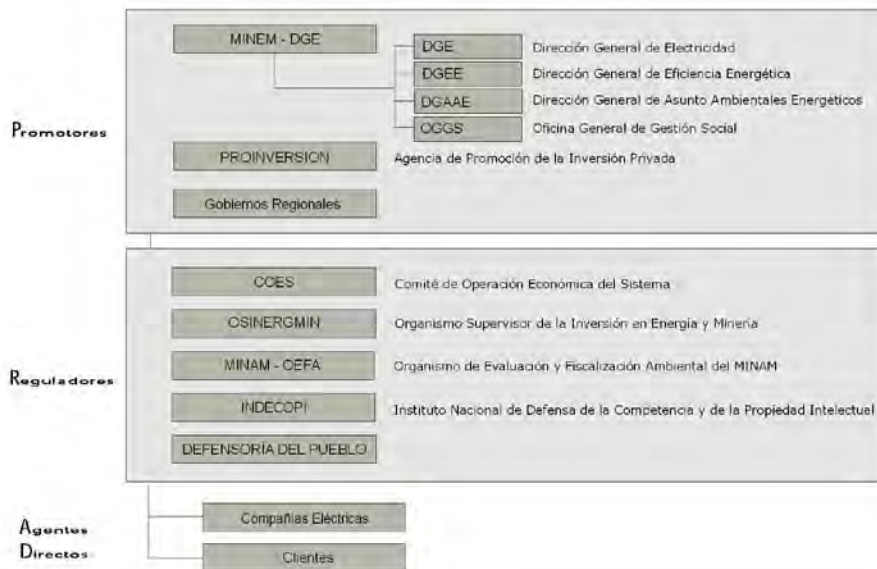 MINEM - DGE
DGE Dirección General de Electricidad
DGEE Dirección General de Eficiencia Energética
DGAAE Dirección General de Asunto Ambientales Energéticos
OGGS Oficina General de Gestión Social
Promotores
PROINVERSION Agencia de Promoción de la Inversión Privada
Gobiernos Regionales
COES Comité de Operación Económica del Sistema
OSINERGMIN Organismo Supervisor de la Inversión en Energía y Minería
MINAM - OEFA Organismo de Evaluación y Fiscalización Ambiental del MINAM
Reguladores
INDECOPI Instituto Nacional de Defensa de la Competencia y de la Propiedad Intelectual
DEFENSORÍA DEL PUEBLO
Compañías Eléctricas
Agentes
Directos
Clientes